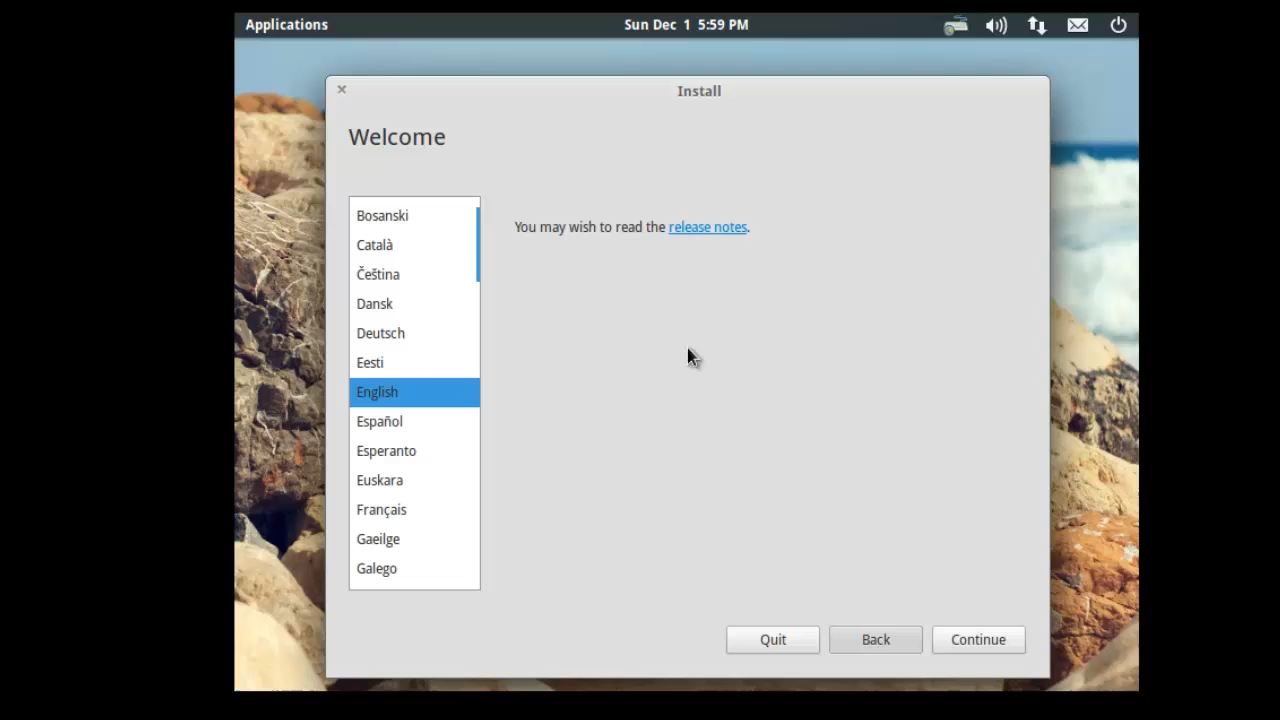 Applications
Sun Dec 1 5:59 PM
Install
Welcome
Bosanski
Català
Čeština
Dansk
Deutsch
Eesti
English
Español
Esperanto
Euskara
Français
Gaeilge
Galego
You may wish to read the release notes.
Quit
Back
Continue